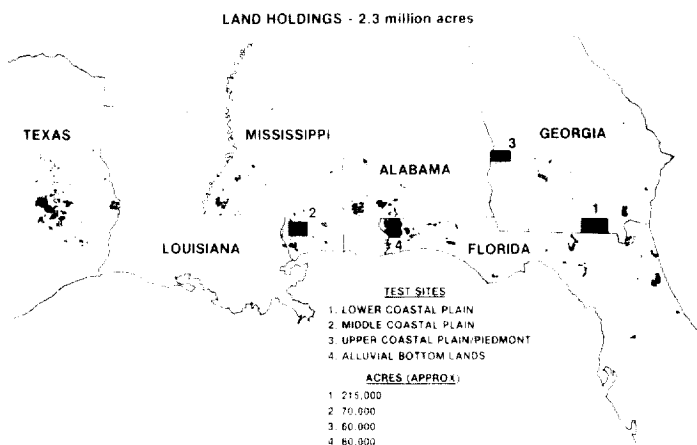 LAND HOLDINGS - 2.3 million acres
TEXAS
MISSISSIPPI
3
GEORGIA
ALABAMA
1
2
LOUISIANA
4
FLORIDA
TEST SITES
1. LOWER COASTAL PLAIN
2. MIDDLE COASTAL PLAIN
3. UPPER COASTAL PLAIN/PIEDMONT
4. ALLUVIAL BOTTOM LANDS
ACRES (APPROX)
1. 215,000
2 70,000
3. 60,000
4 80,000